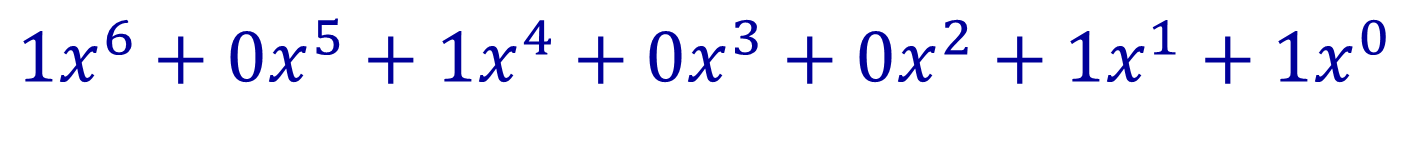 1x⁶ + 0x⁵ + 1x⁴ + 0x³ + 0x² + 1x¹ + 1x⁰